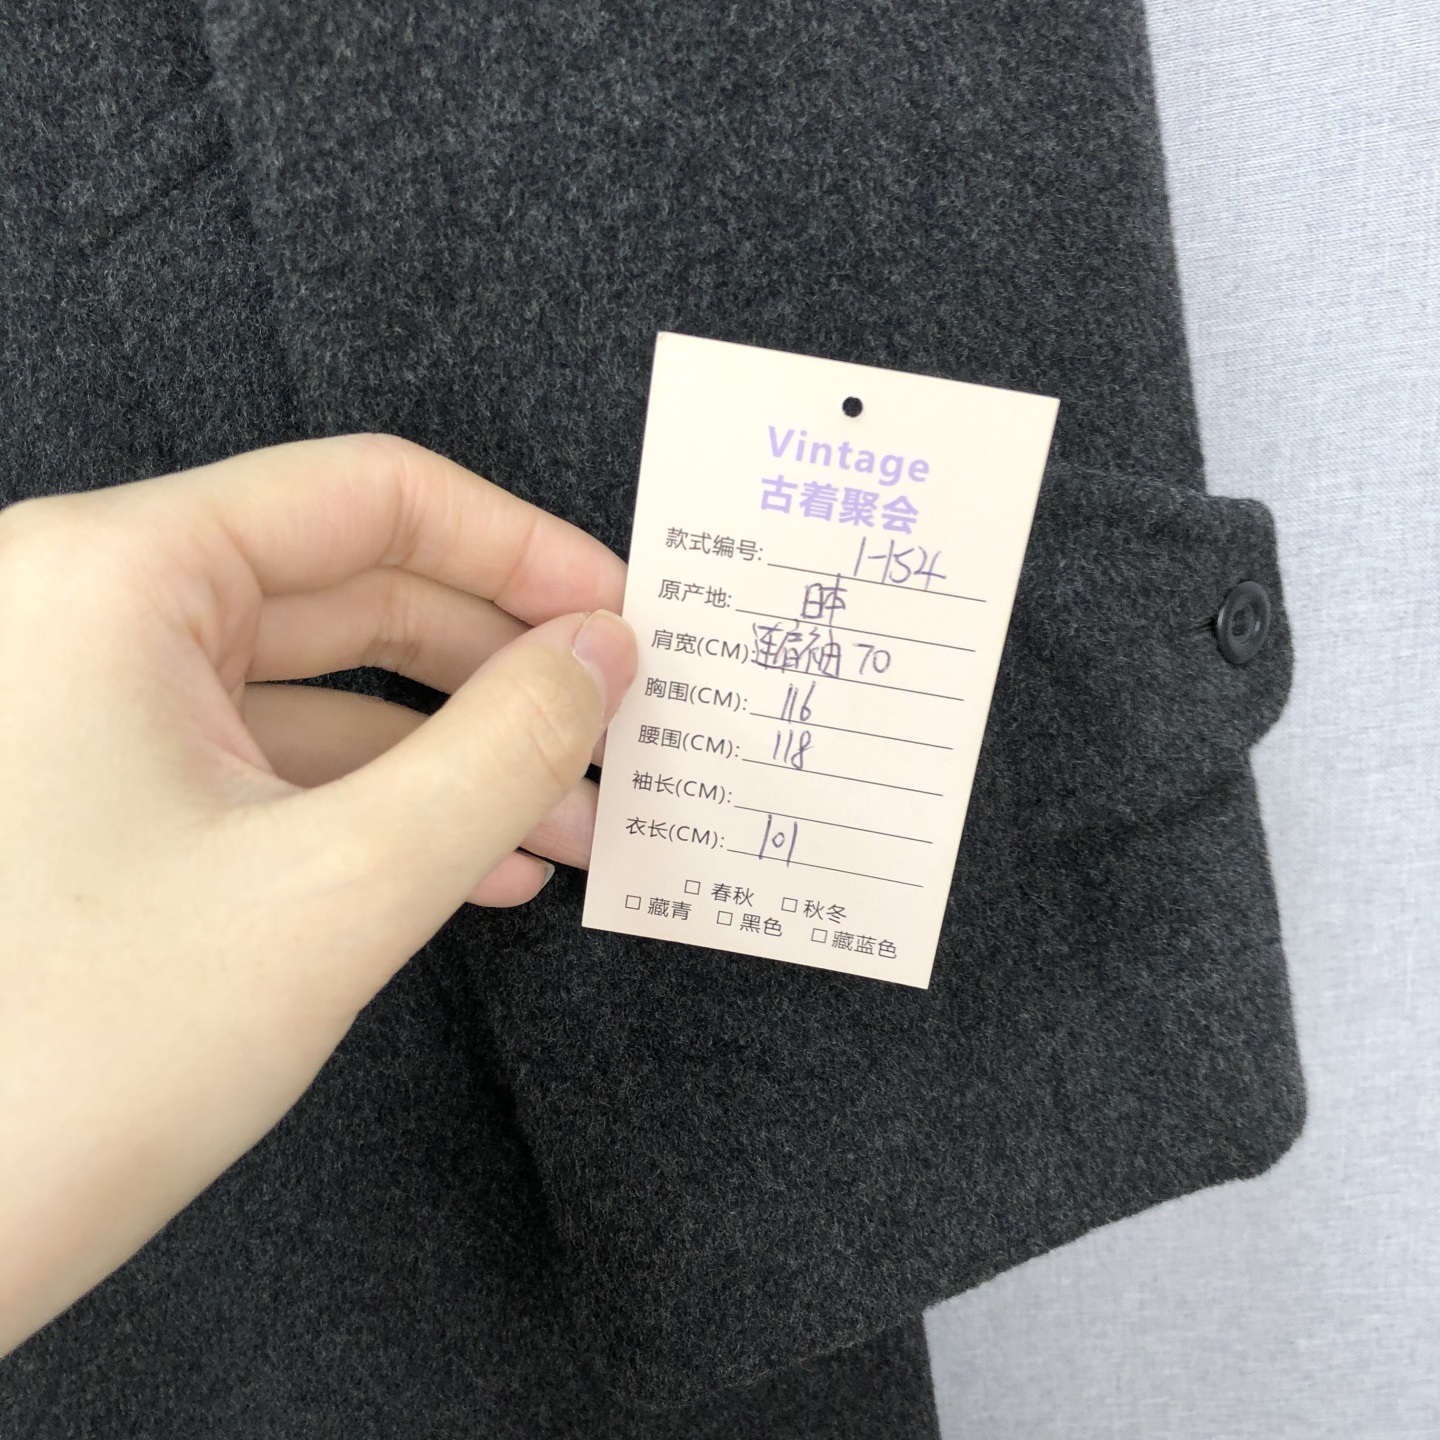 Vintage
古着聚会
款式编号: 1-154
原产地: 日本
肩宽(CM): 连肩袖 70
胸围(CM): 116
腰围(CM): 118
袖长(CM):
衣长(CM): 101
□ 春秋 □ 秋冬
□ 藏青 □ 黑色 □ 藏蓝色